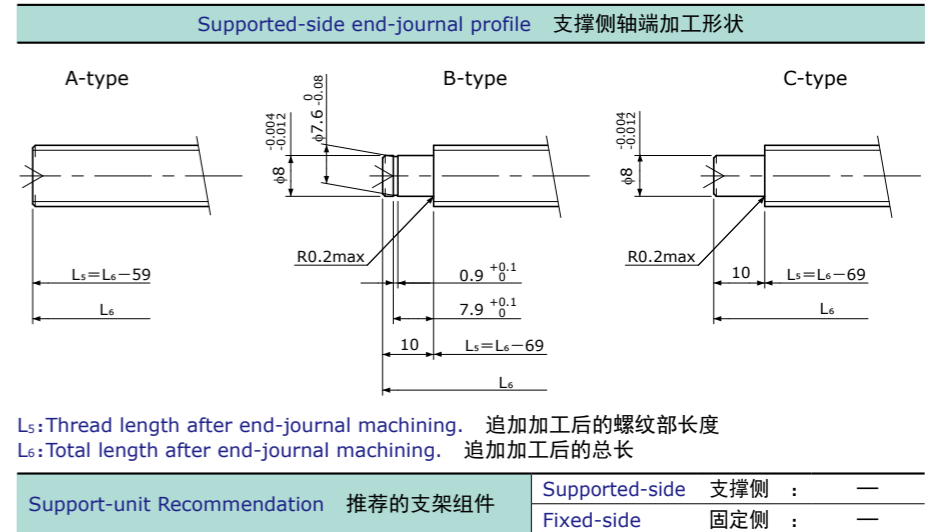 Supported-side end-journal profile 支撑侧轴端加工形状
A-type
B-type
C-type
φ8 -0.004 -0.012
φ7.6 0 -0.08
φ8 -0.004 -0.012
R0.2max
R0.2max
L₅=L₆−59
L₆
0.9 +0.1 0
7.9 +0.1 0
10
L₅=L₆−69
L₆
10
L₅=L₆−69
L₆
L₅:Thread length after end-journal machining. 追加加工后的螺纹部长度
L₆:Total length after end-journal machining. 追加加工后的总长
Support-unit Recommendation 推荐的支架组件
Supported-side 支撑侧 : —
Fixed-side 固定侧 : —